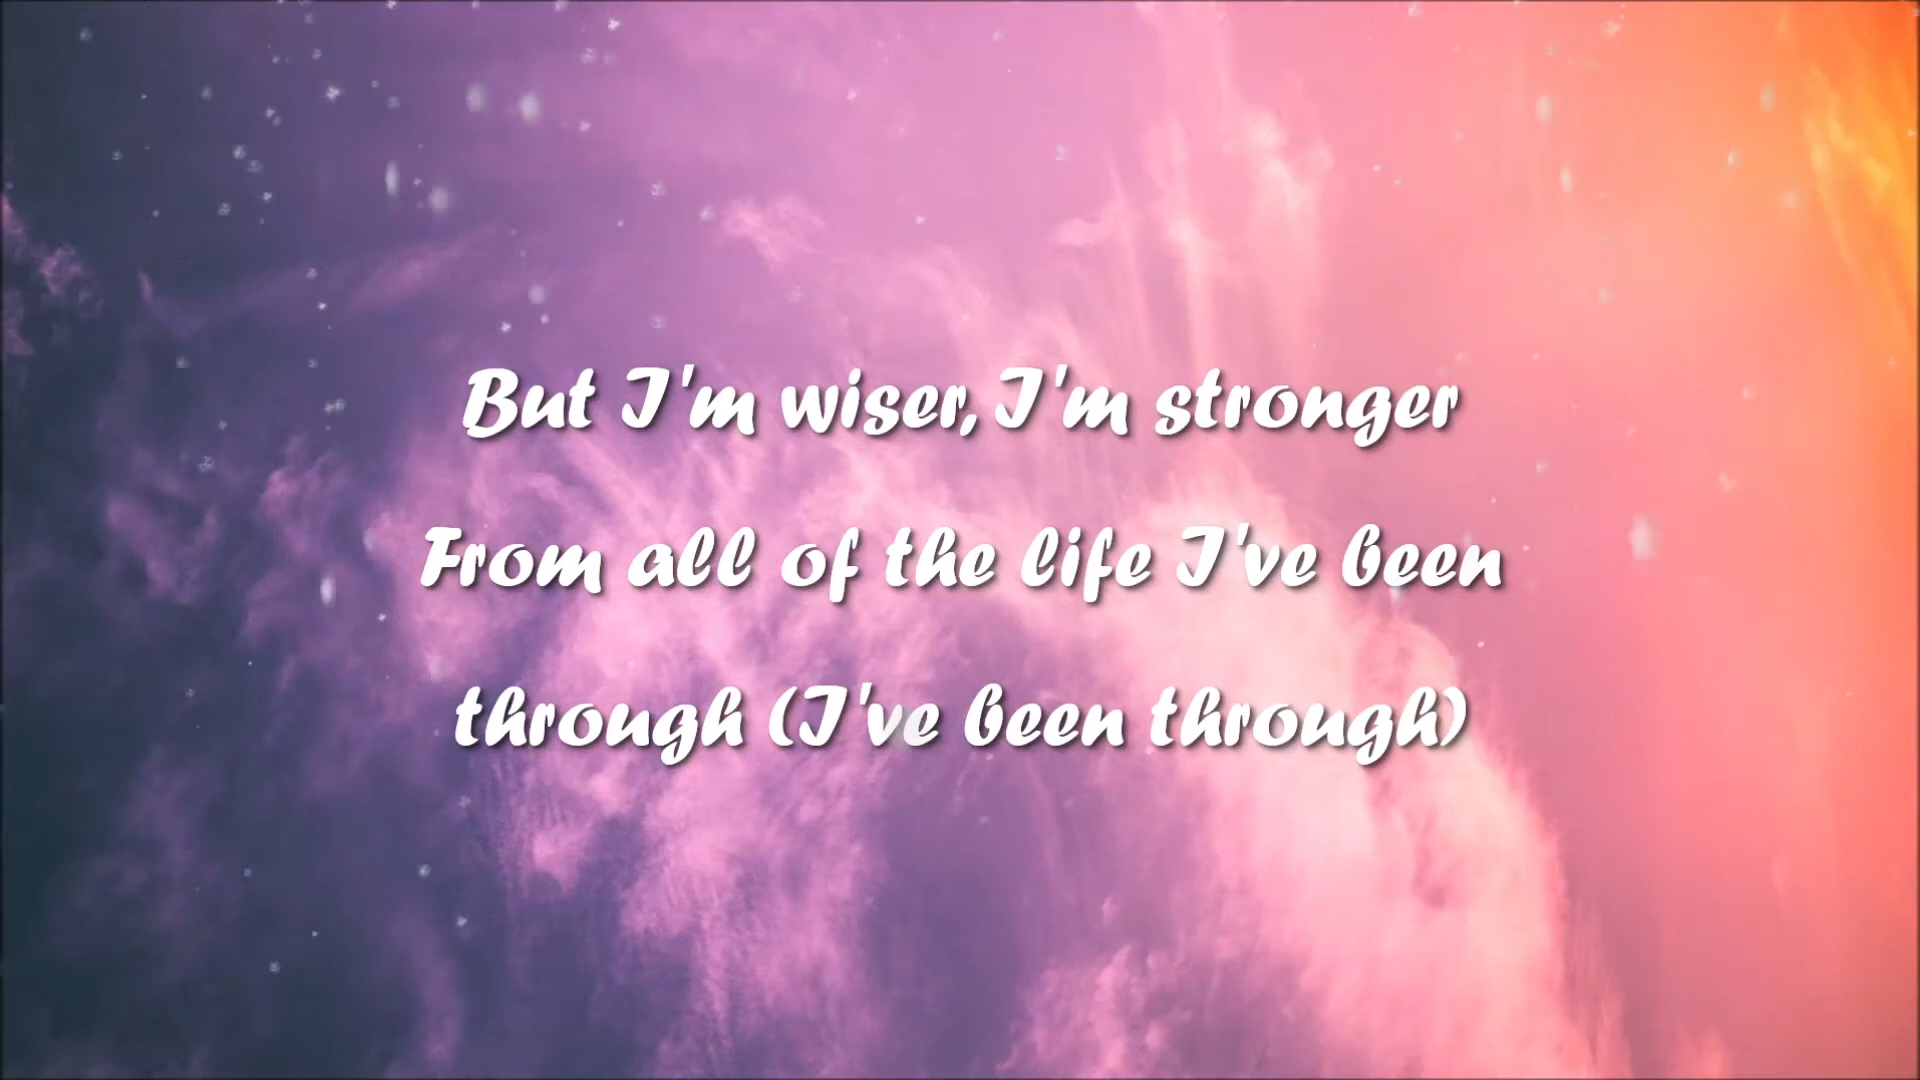 But I'm wiser, I'm stronger
From all of the life I've been
through (I've been through)